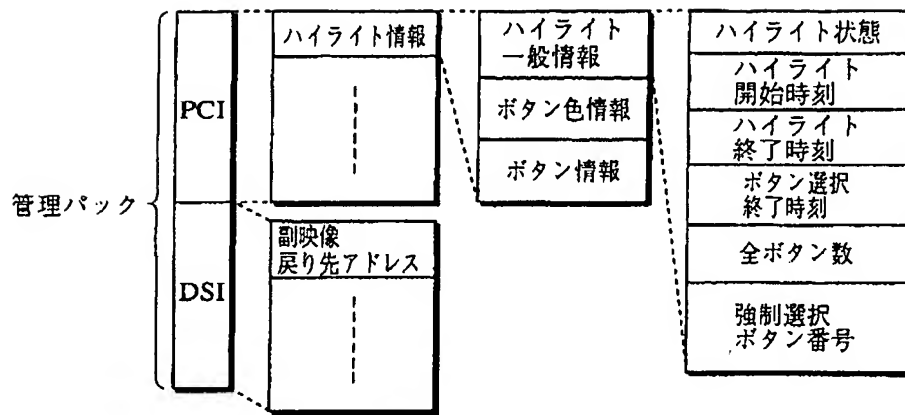 管理パック
PCI
DSI
ハイライト情報
副映像
戻り先アドレス
ハイライト
一般情報
ボタン色情報
ボタン情報
ハイライト状態
ハイライト
開始時刻
ハイライト
終了時刻
ボタン選択
終了時刻
全ボタン数
強制選択
ボタン番号